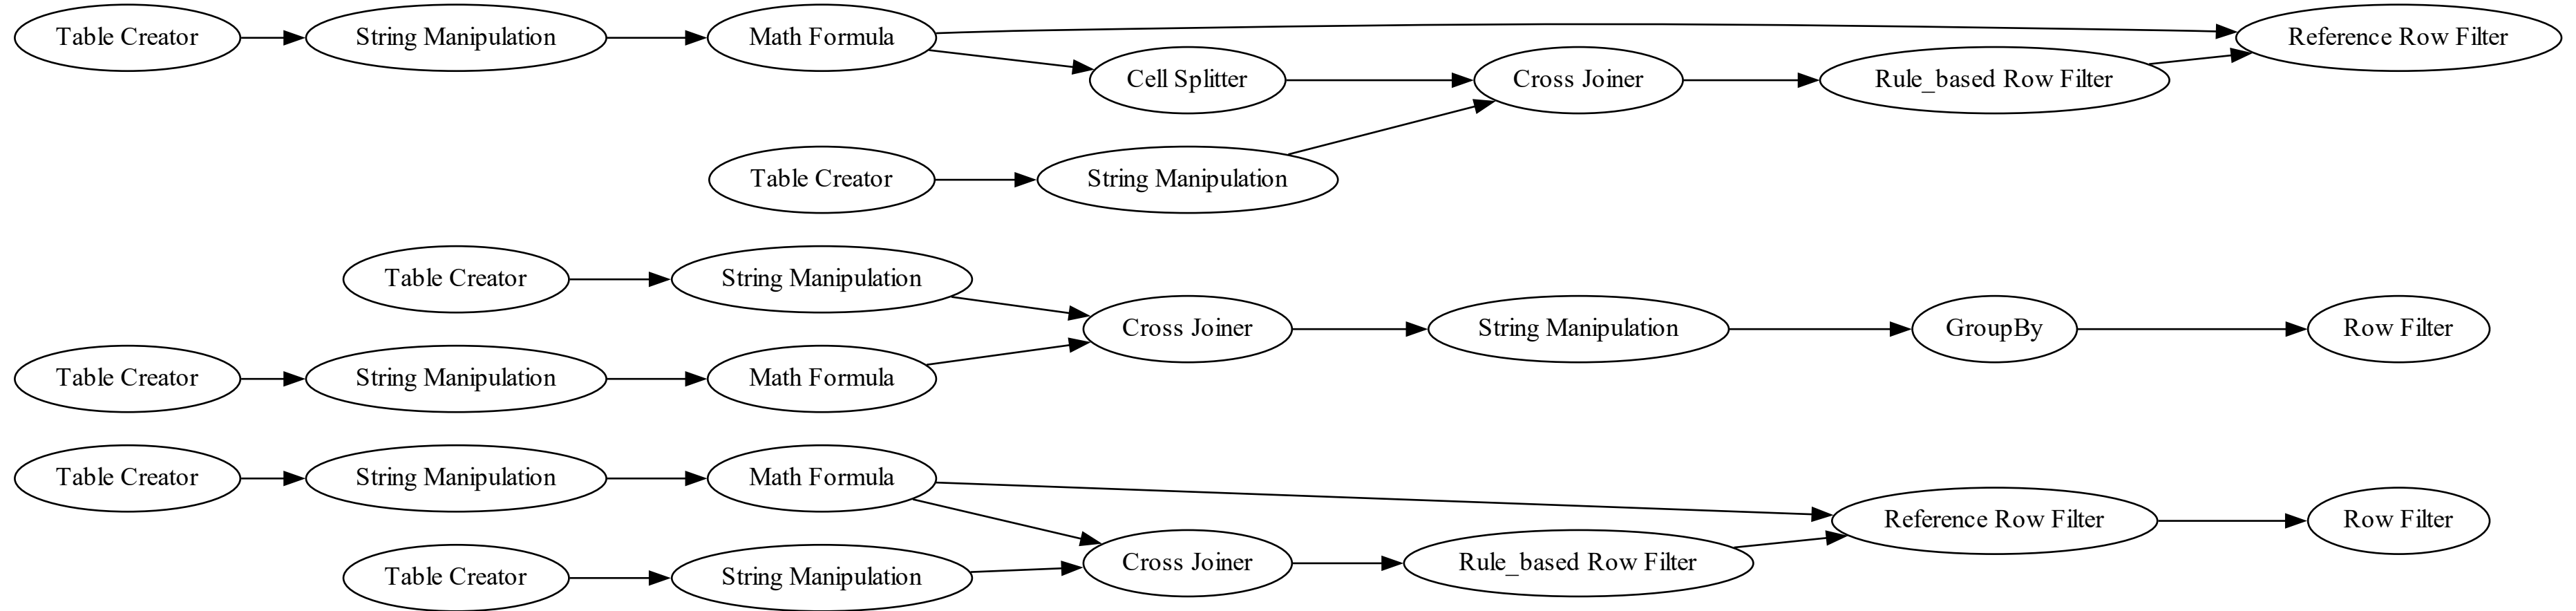 Table Creator
String Manipulation
Math Formula
Reference Row Filter
Cell Splitter
Cross Joiner
Rule_based Row Filter
Table Creator
String Manipulation
Table Creator
String Manipulation
Cross Joiner
String Manipulation
GroupBy
Row Filter
Table Creator
String Manipulation
Math Formula
Table Creator
String Manipulation
Math Formula
Reference Row Filter
Row Filter
Table Creator
String Manipulation
Cross Joiner
Rule_based Row Filter